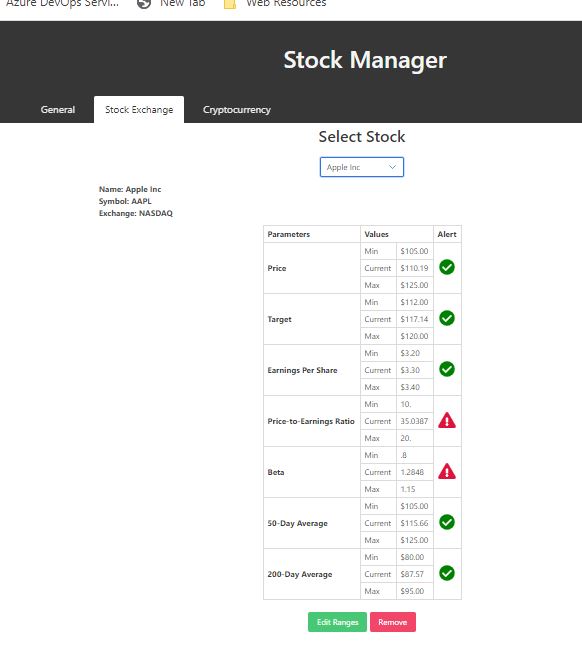 Azure DevOps Servi... New Tab Web Resources
Stock Manager
General Stock Exchange Cryptocurrency
Select Stock
Apple Inc
Name: Apple Inc
Symbol: AAPL
Exchange: NASDAQ
Parameters Values Alert
Min $105.00
Price Current $110.19
Max $125.00
Min $112.00
Target Current $117.14
Max $120.00
Min $3.20
Earnings Per Share Current $3.30
Max $3.40
Min 10.
Price-to-Earnings Ratio Current 35.0387
Max 20.
Min .8
Beta Current 1.2848
Max 1.15
Min $105.00
50-Day Average Current $115.66
Max $125.00
Min $80.00
200-Day Average Current $87.57
Max $95.00
Edit Ranges Remove